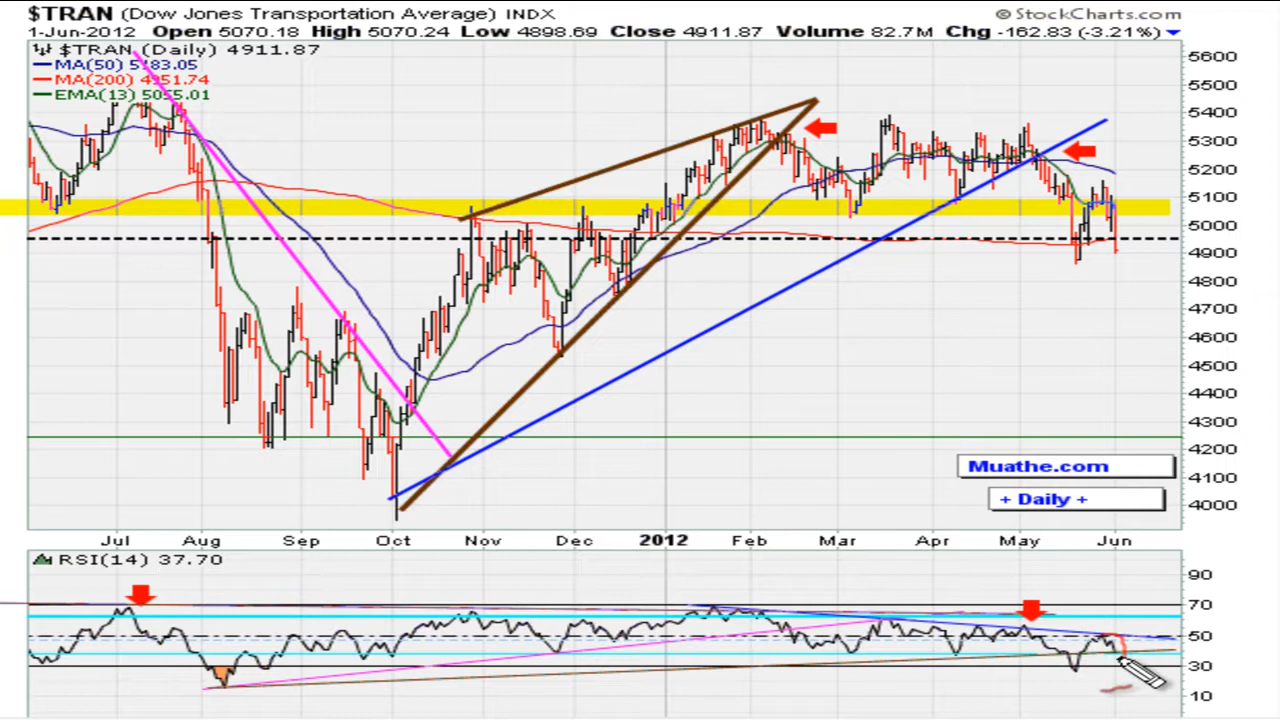 $TRAN (Dow Jones Transportation Average) INDX © StockCharts.com
1-Jun-2012 Open 5070.18 High 5070.24 Low 4898.69 Close 4911.87 Volume 82.7M Chg -162.83 (-3.21%)
$TRAN (Daily) 4911.87
MA(50) 5183.05
MA(200) 4951.74
EMA(13) 5055.01
5600
5500
5400
5300
5200
5100
5000
4900
4800
4700
4600
4500
4400
4300
4200
4100
4000
Muathe.com
+ Daily +
Jul Aug Sep Oct Nov Dec 2012 Feb Mar Apr May Jun
RSI(14) 37.70
90
70
50
30
10